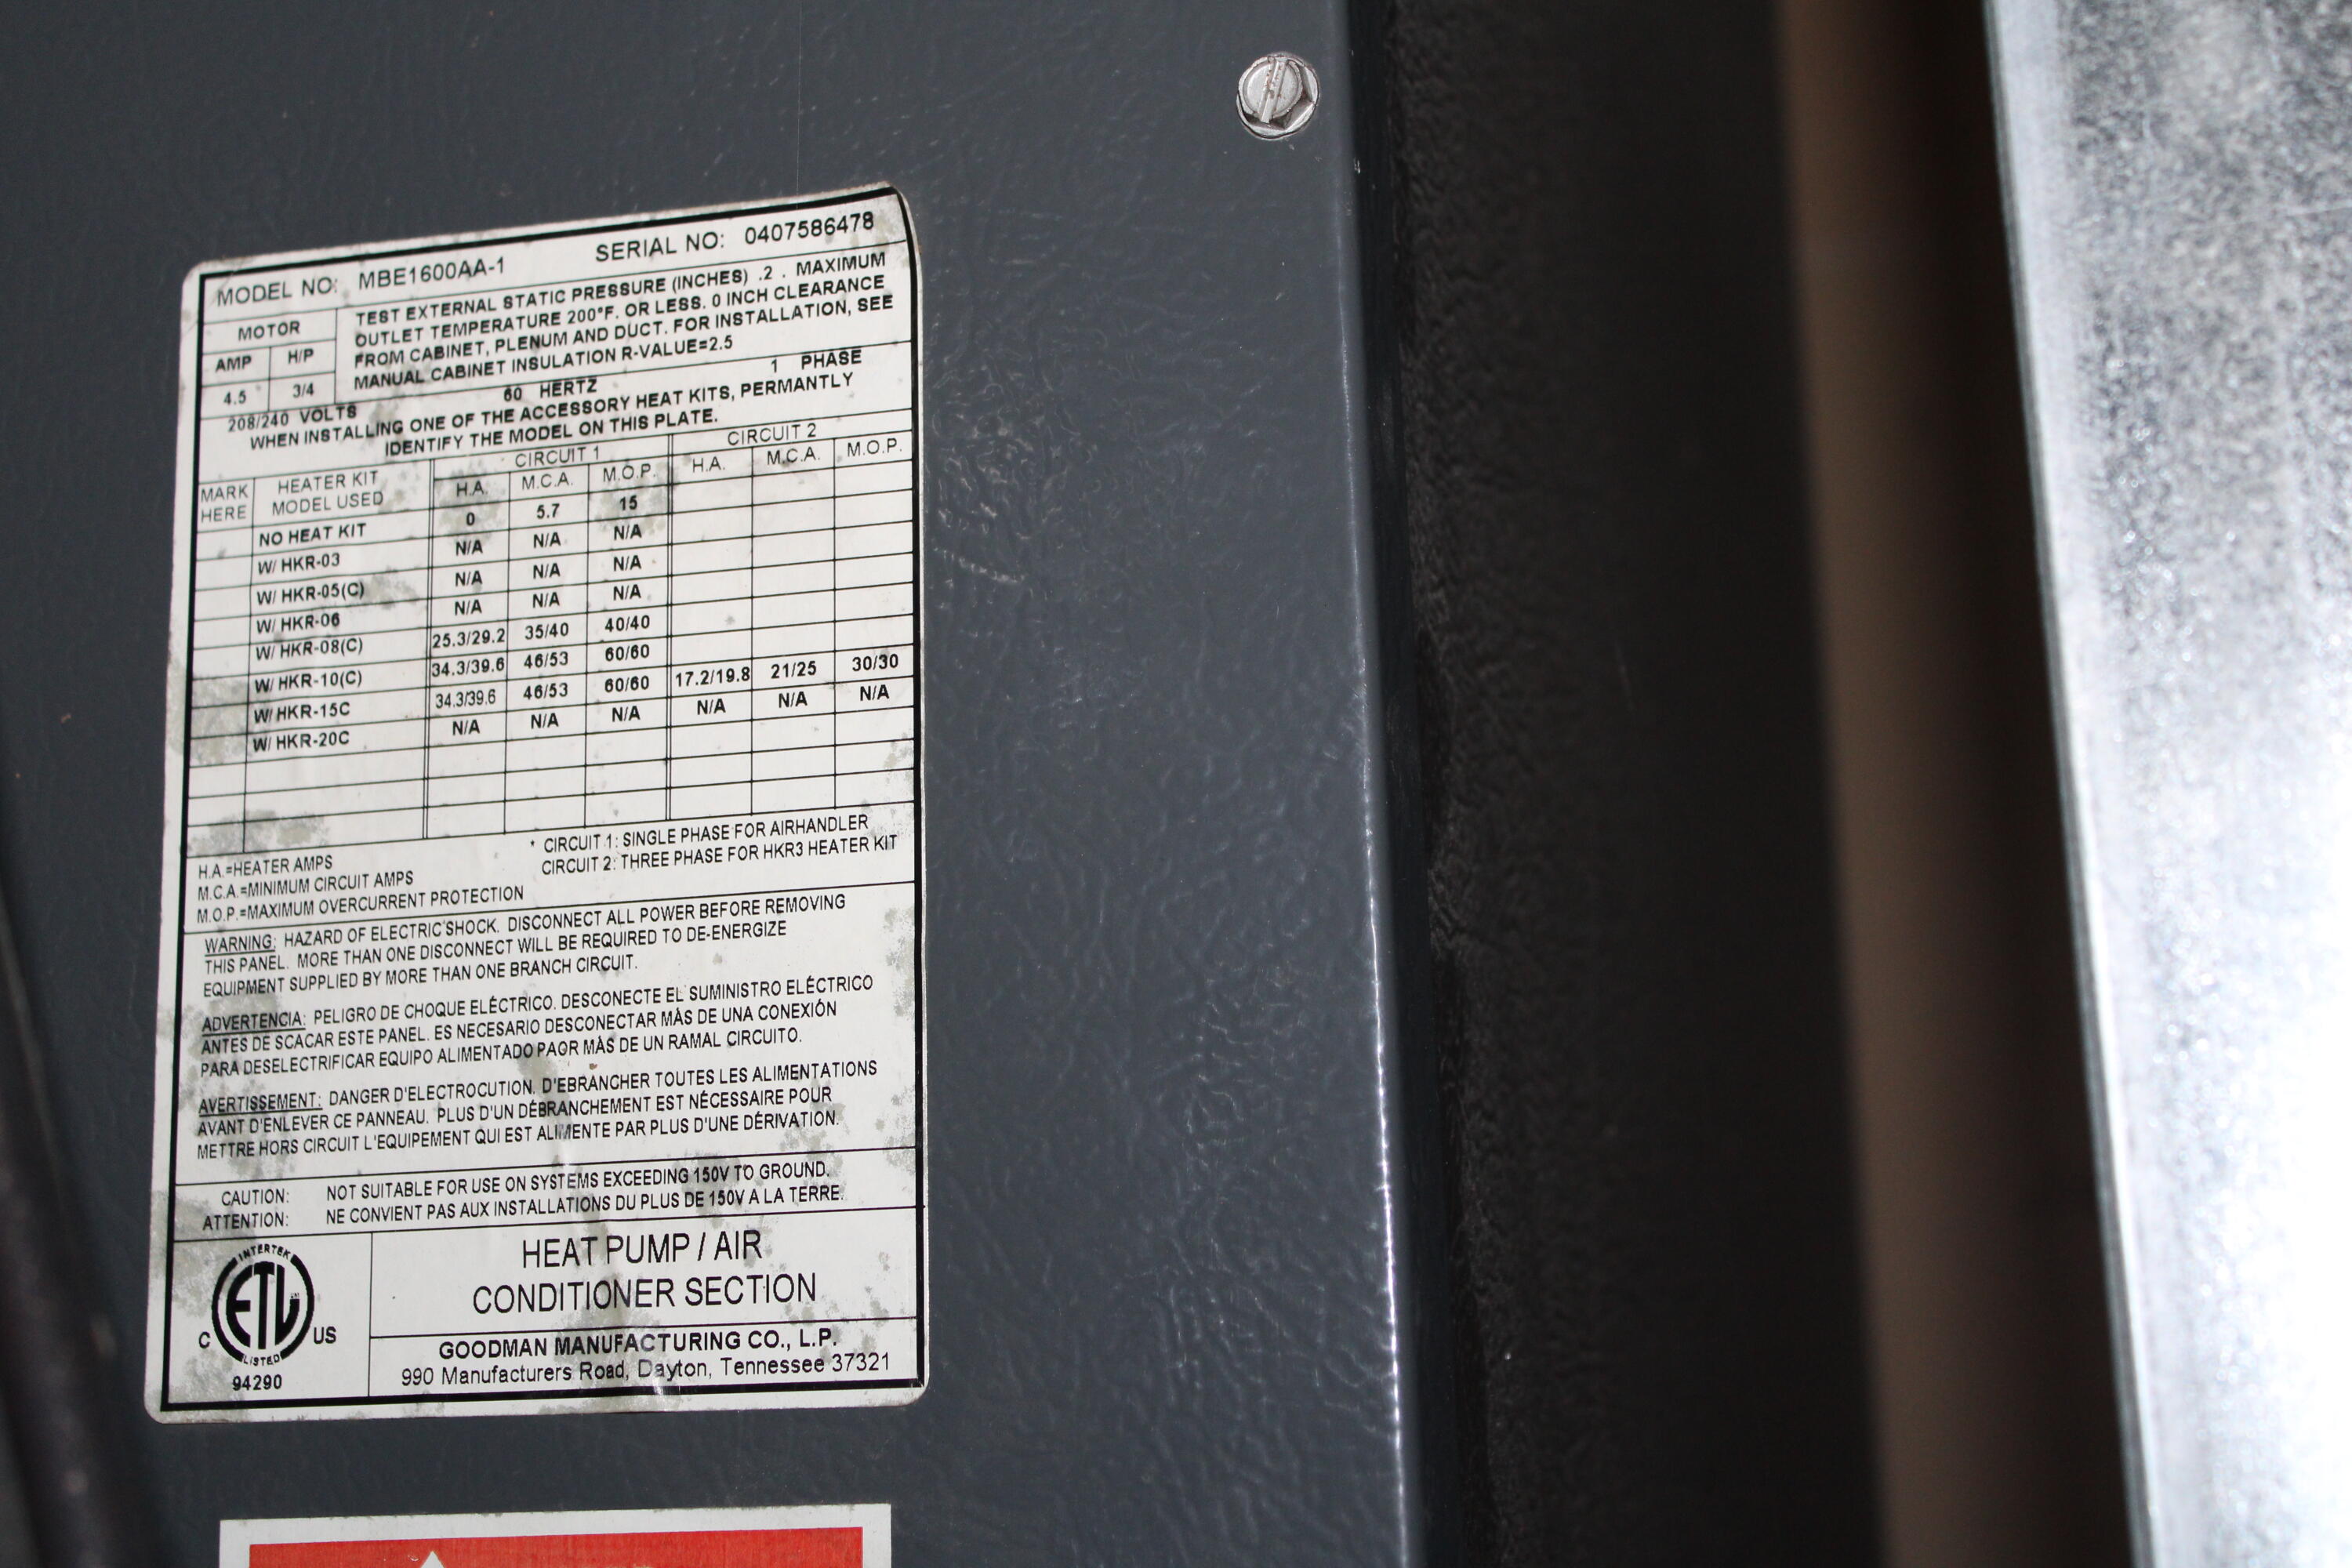 MODEL NO: MBE1600AA-1 SERIAL NO: 0407586478
MOTOR
AMP H/P
4.5 3/4
TEST EXTERNAL STATIC PRESSURE (INCHES) .2 . MAXIMUM
OUTLET TEMPERATURE 200°F. OR LESS. 0 INCH CLEARANCE
FROM CABINET, PLENUM AND DUCT. FOR INSTALLATION, SEE
MANUAL CABINET INSULATION R-VALUE=2.5
208/240 VOLTS 60 HERTZ 1 PHASE
WHEN INSTALLING ONE OF THE ACCESSORY HEAT KITS, PERMANTLY
IDENTIFY THE MODEL ON THIS PLATE.
CIRCUIT 1 CIRCUIT 2
MARK HERE HEATER KIT MODEL USED H.A. M.C.A. M.O.P. H.A. M.C.A. M.O.P.
NO HEAT KIT 0 5.7 15
W/ HKR-03 N/A N/A N/A
W/ HKR-05(C) N/A N/A N/A
W/ HKR-06 N/A N/A N/A
W/ HKR-08(C) 25.3/29.2 35/40 40/40
W/ HKR-10(C) 34.3/39.6 46/53 60/60
W/ HKR-15C 34.3/39.6 46/53 60/60 17.2/19.8 21/25 30/30
W/ HKR-20C N/A N/A N/A N/A N/A N/A
H.A.=HEATER AMPS
M.C.A.=MINIMUM CIRCUIT AMPS
M.O.P.=MAXIMUM OVERCURRENT PROTECTION
* CIRCUIT 1: SINGLE PHASE FOR AIRHANDLER
CIRCUIT 2: THREE PHASE FOR HKR3 HEATER KIT
WARNING: HAZARD OF ELECTRIC SHOCK. DISCONNECT ALL POWER BEFORE REMOVING
THIS PANEL. MORE THAN ONE DISCONNECT WILL BE REQUIRED TO DE-ENERGIZE
EQUIPMENT SUPPLIED BY MORE THAN ONE BRANCH CIRCUIT.
ADVERTENCIA: PELIGRO DE CHOQUE ELÉCTRICO. DESCONECTE EL SUMINISTRO ELÉCTRICO
ANTES DE SCACAR ESTE PANEL. ES NECESARIO DESCONECTAR MÀS DE UNA CONEXIÓN
PARA DESELECTRIFICAR EQUIPO ALIMENTADO PAOR MÀS DE UN RAMAL CIRCUITO.
AVERTISSEMENT: DANGER D'ELECTROCUTION. D'EBRANCHER TOUTES LES ALIMENTATIONS
AVANT D'ENLEVER CE PANNEAU. PLUS D'UN DÉBRANCHEMENT EST NÉCESSAIRE POUR
METTRE HORS CIRCUIT L'EQUIPEMENT QUI EST ALIMENTE PAR PLUS D'UNE DÉRIVATION.
CAUTION: NOT SUITABLE FOR USE ON SYSTEMS EXCEEDING 150V TO GROUND.
ATTENTION: NE CONVIENT PAS AUX INSTALLATIONS DU PLUS DE 150V A LA TERRE.
INTERTEK
ETL
C US
LISTED
94290
HEAT PUMP / AIR
CONDITIONER SECTION
GOODMAN MANUFACTURING CO., L.P.
990 Manufacturers Road, Dayton, Tennessee 37321